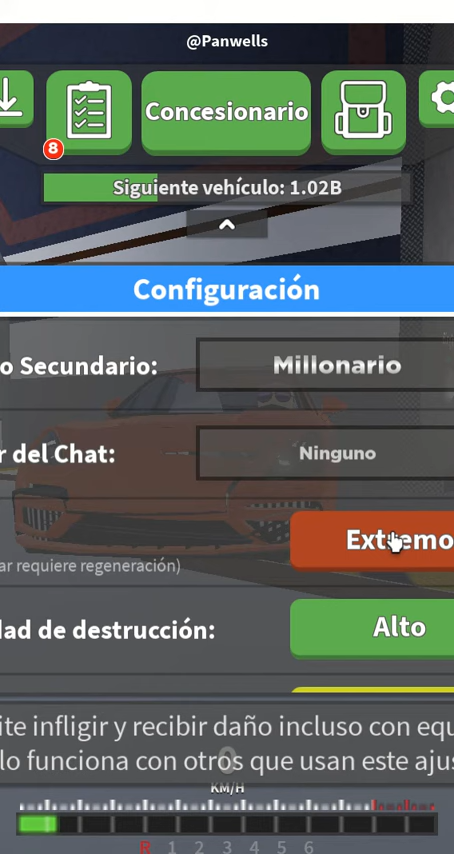 @Panwells
Concesionario
8
Siguiente vehículo: 1.02B
Configuración
o Secundario: Millonario
r del Chat: Ninguno
Extremo
ar requiere regeneración)
dad de destrucción: Alto
ite infligir y recibir daño incluso con equ
lo funciona con otros que usan este ajus
0
KM/H
R 1 2 3 4 5 6